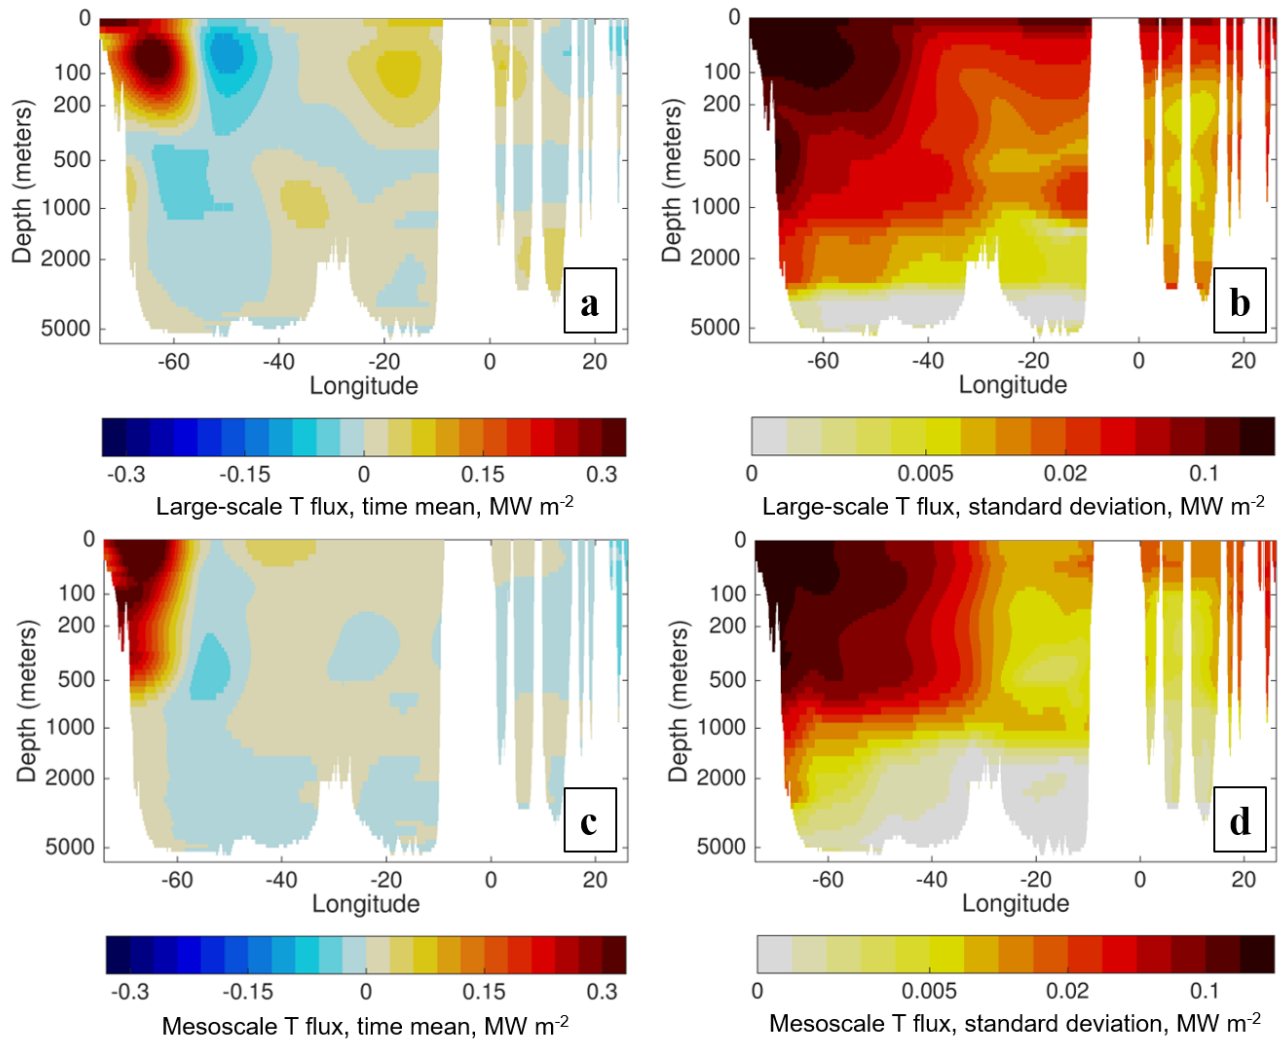 0
100
200
500
1000
2000
5000
Depth (meters)
-60 -40 -20 0 20
Longitude
a
-0.3 -0.15 0 0.15 0.3
Large-scale T flux, time mean, MW m-2
0
100
200
500
1000
2000
5000
Depth (meters)
-60 -40 -20 0 20
Longitude
b
0 0.005 0.02 0.1
Large-scale T flux, standard deviation, MW m-2
0
100
200
500
1000
2000
5000
Depth (meters)
-60 -40 -20 0 20
Longitude
c
-0.3 -0.15 0 0.15 0.3
Mesoscale T flux, time mean, MW m-2
0
100
200
500
1000
2000
5000
Depth (meters)
-60 -40 -20 0 20
Longitude
d
0 0.005 0.02 0.1
Mesoscale T flux, standard deviation, MW m-2